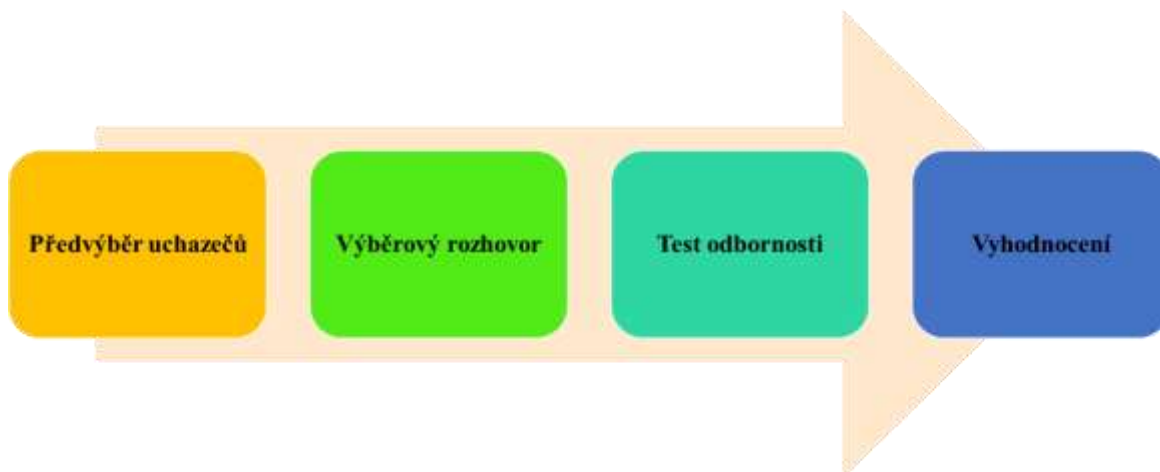 Předvýběr uchazečů
Výběrový rozhovor
Test odbornosti
Vyhodnocení